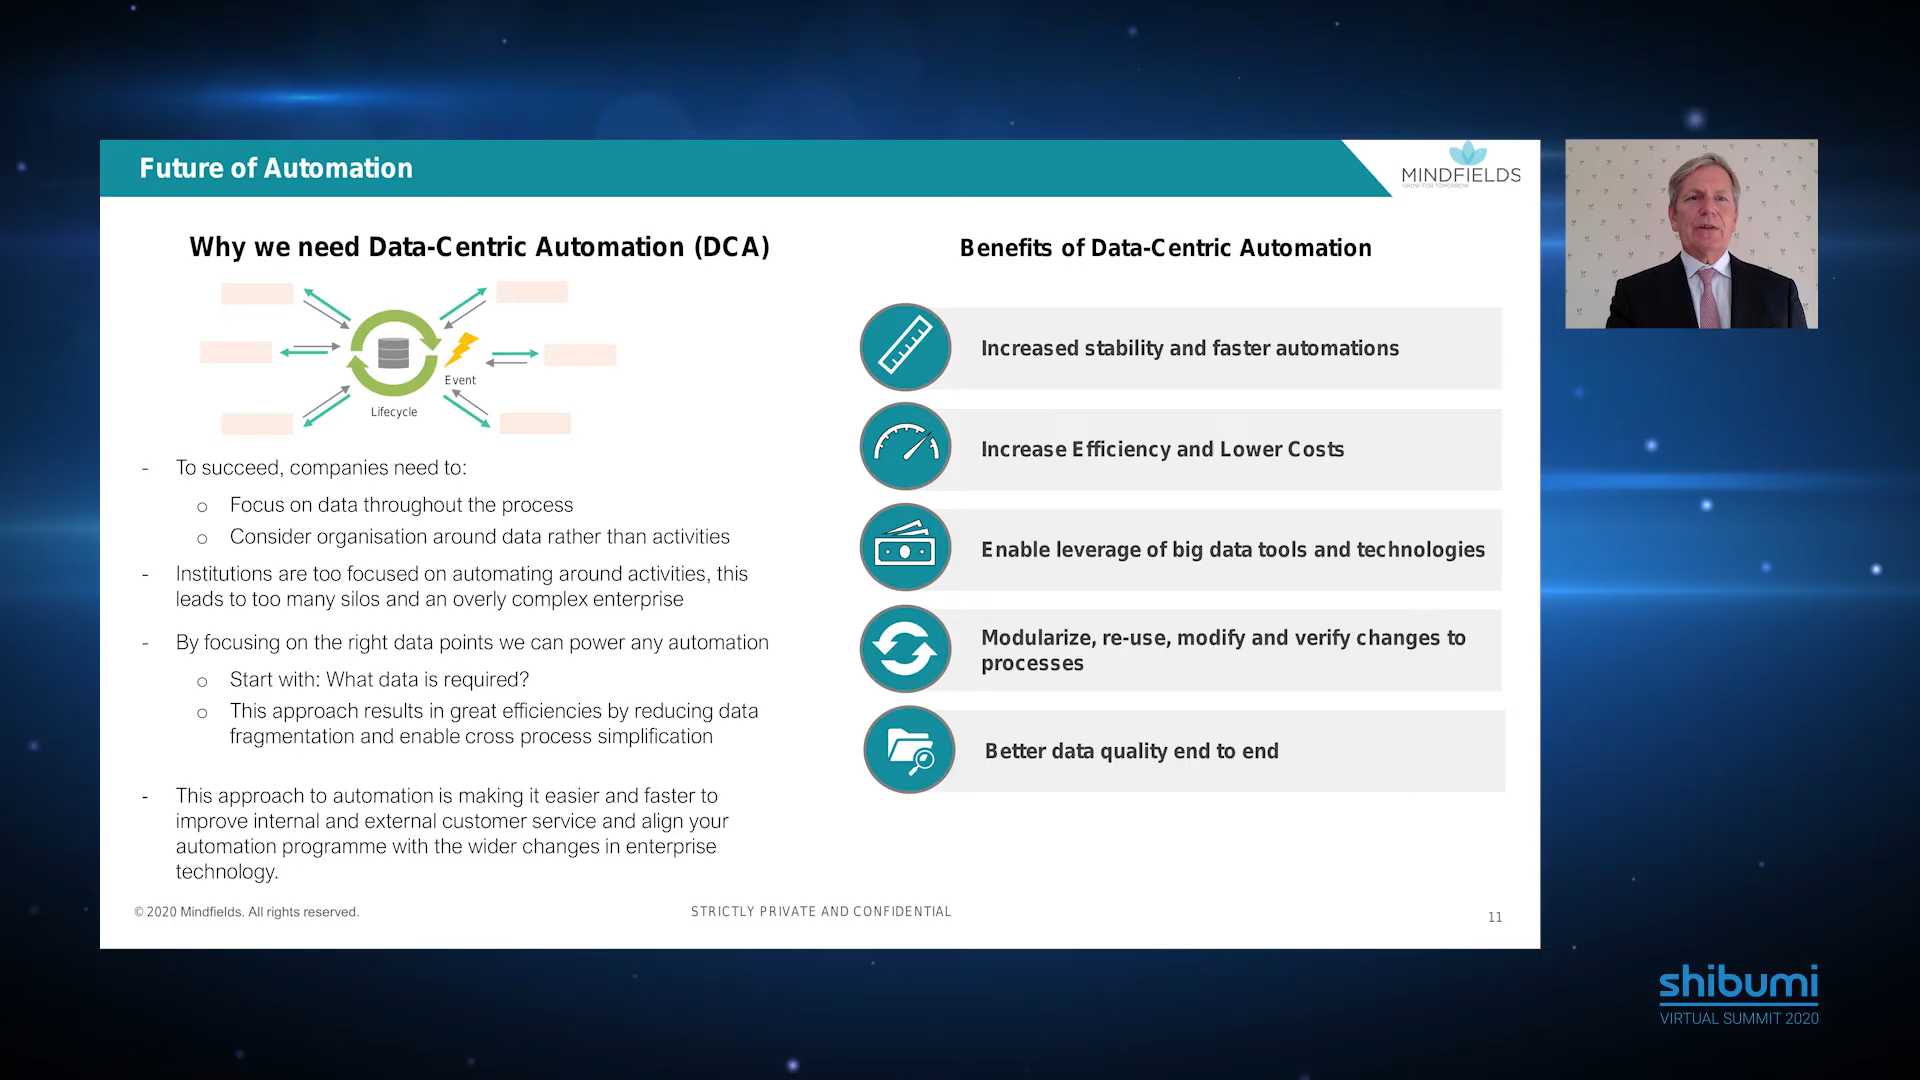 Future of Automation
MINDFIELDS
GROW FOR TOMORROW
Why we need Data-Centric Automation (DCA)
Event
Lifecycle
- To succeed, companies need to:
o Focus on data throughout the process
o Consider organisation around data rather than activities
- Institutions are too focused on automating around activities, this
leads to too many silos and an overly complex enterprise
- By focusing on the right data points we can power any automation
o Start with: What data is required?
o This approach results in great efficiencies by reducing data
fragmentation and enable cross process simplification
- This approach to automation is making it easier and faster to
improve internal and external customer service and align your
automation programme with the wider changes in enterprise
technology.
Benefits of Data-Centric Automation
Increased stability and faster automations
Increase Efficiency and Lower Costs
Enable leverage of big data tools and technologies
Modularize, re-use, modify and verify changes to
processes
Better data quality end to end
© 2020 Mindfields. All rights reserved.
STRICTLY PRIVATE AND CONFIDENTIAL
11
shibumi
VIRTUAL SUMMIT 2020